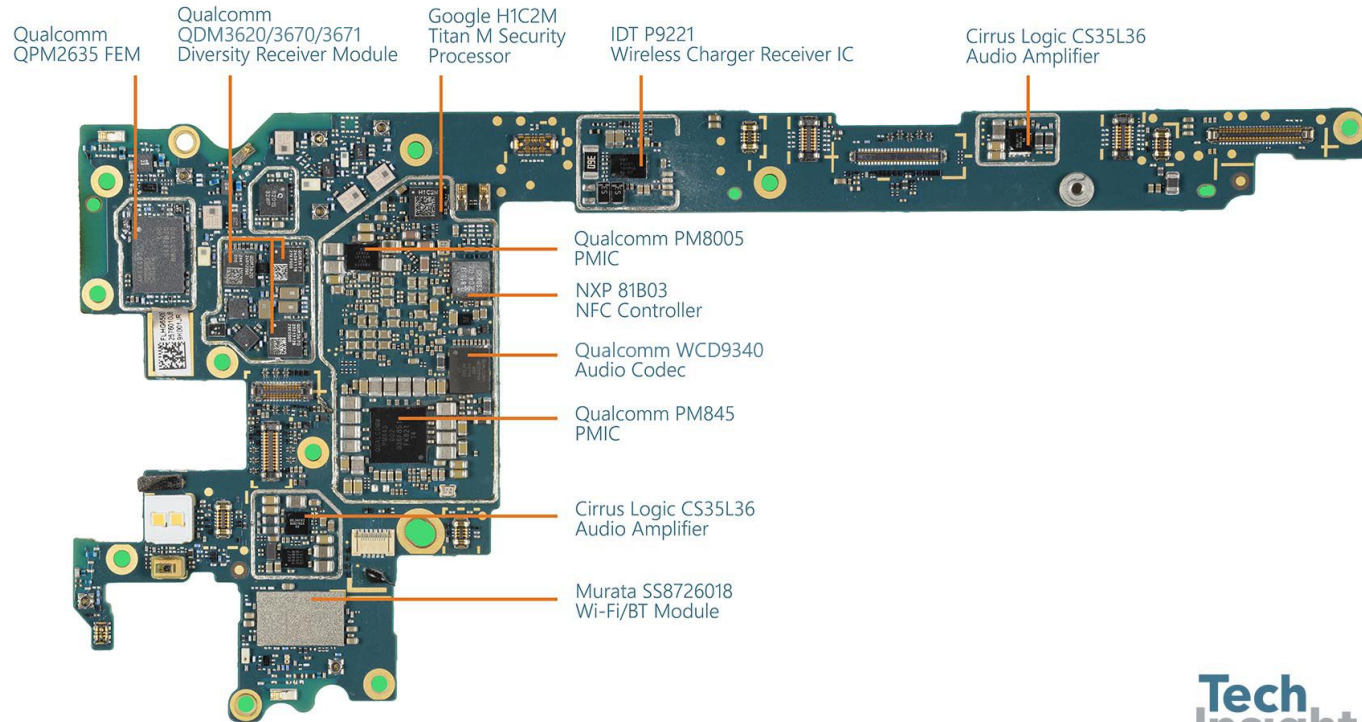 Qualcomm
QPM2635 FEM
Qualcomm
QDM3620/3670/3671
Diversity Receiver Module
Google H1C2M
Titan M Security
Processor
IDT P9221
Wireless Charger Receiver IC
Cirrus Logic CS35L36
Audio Amplifier
H1C2M
Qualcomm PM8005
PMIC
NXP 81B03
NFC Controller
Qualcomm WCD9340
Audio Codec
Qualcomm PM845
PMIC
Cirrus Logic CS35L36
Audio Amplifier
Murata SS8726018
Wi-Fi/BT Module
Tech